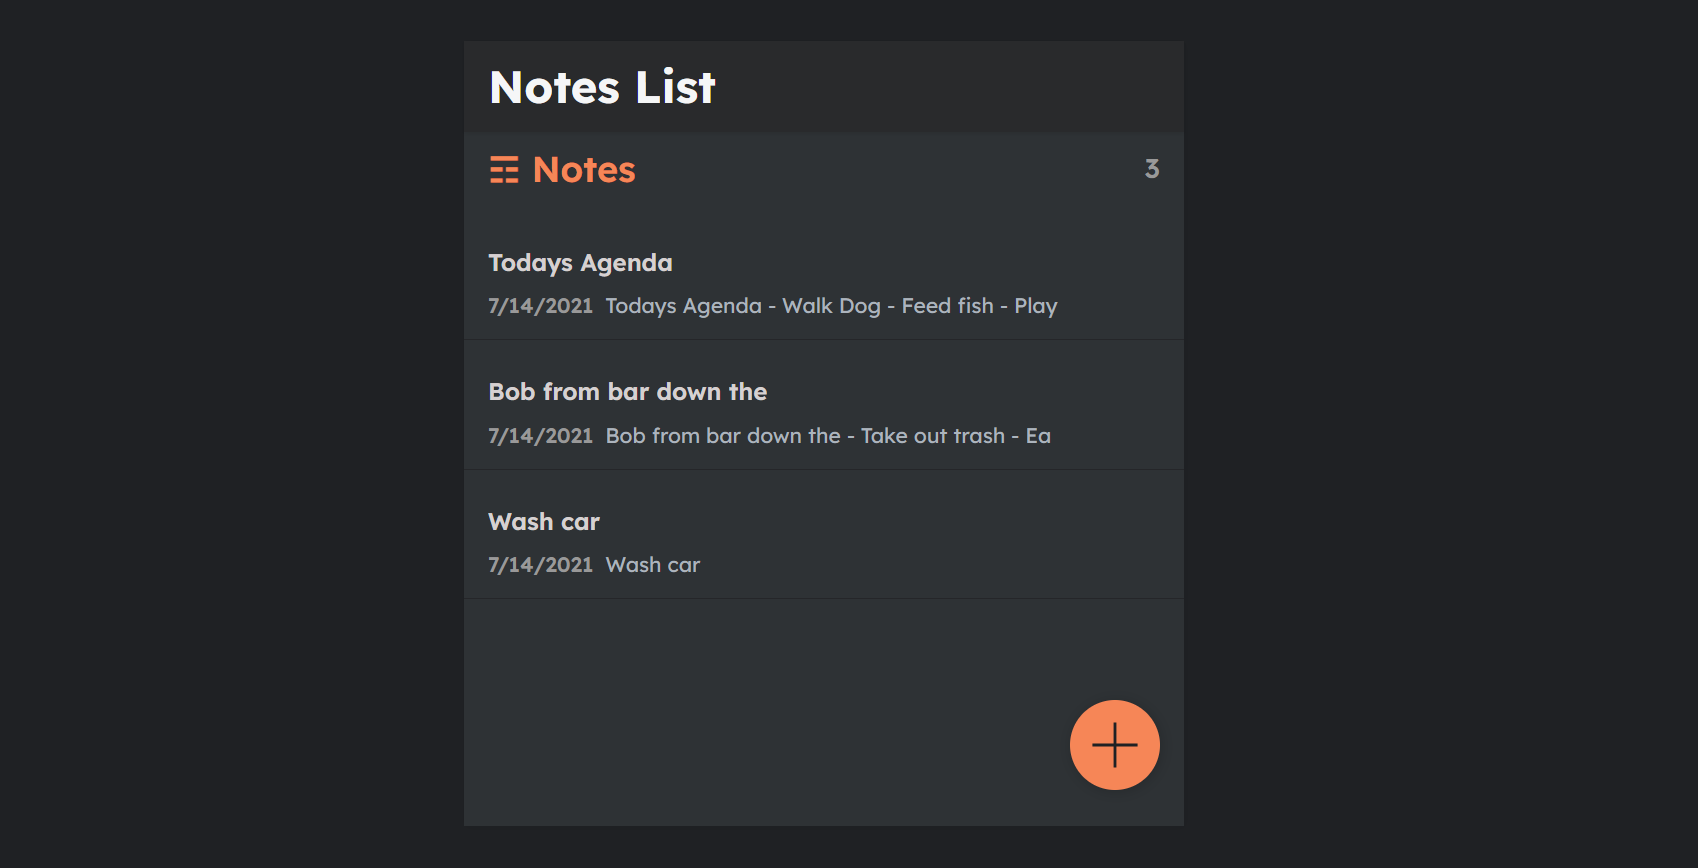 Notes List
Notes 3
Todays Agenda
7/14/2021 Todays Agenda - Walk Dog - Feed fish - Play
Bob from bar down the
7/14/2021 Bob from bar down the - Take out trash - Ea
Wash car
7/14/2021 Wash car